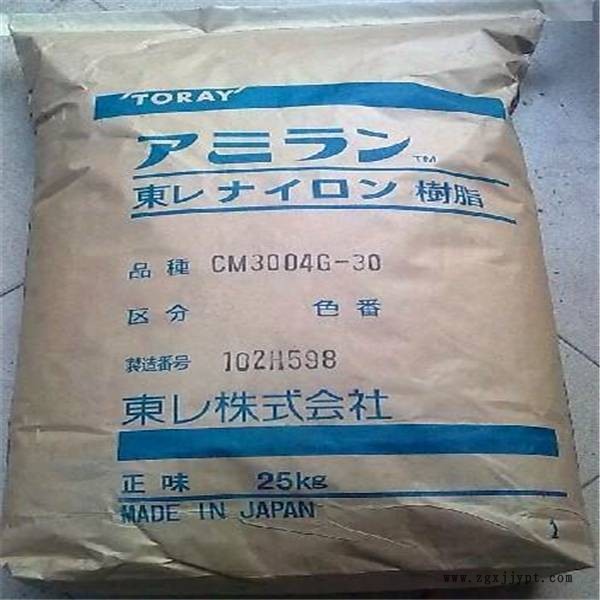 'TORAY'
アミラン™
東レ ナイロン 樹脂
品種 CM3004G-30
区分 色番
製造番号 102H598
東レ株式会社
正味 25kg
MADE IN JAPAN
www.zgxjjypt.com